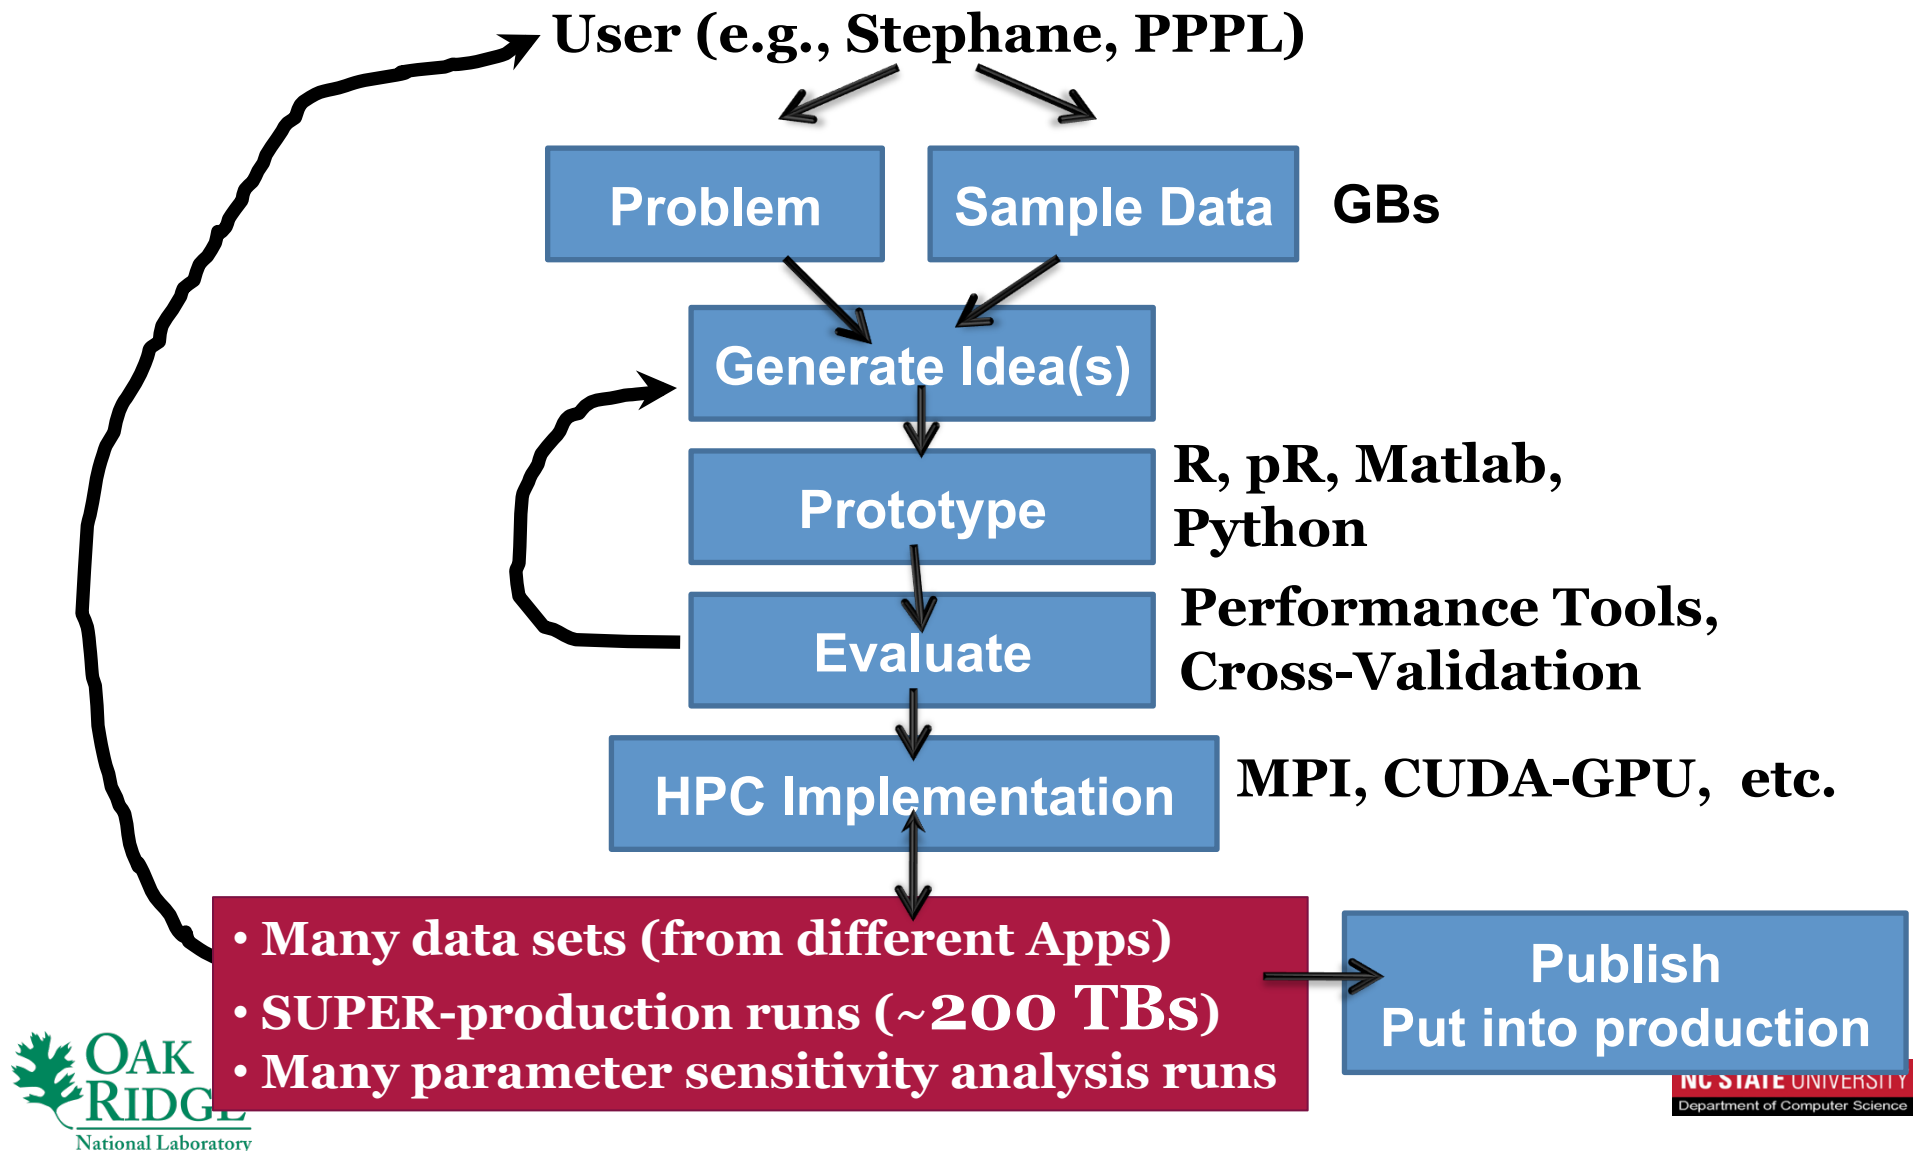 User (e.g., Stephane, PPPL)
Problem
Sample Data
GBs
Generate Idea(s)
Prototype
R, pR, Matlab,
Python
Evaluate
Performance Tools,
Cross-Validation
HPC Implementation
MPI, CUDA-GPU, etc.
• Many data sets (from different Apps)
• SUPER-production runs (~200 TBs)
• Many parameter sensitivity analysis runs
Publish
Put into production
OAK
RIDGE
National Laboratory
NC STATE UNIVERSITY
Department of Computer Science